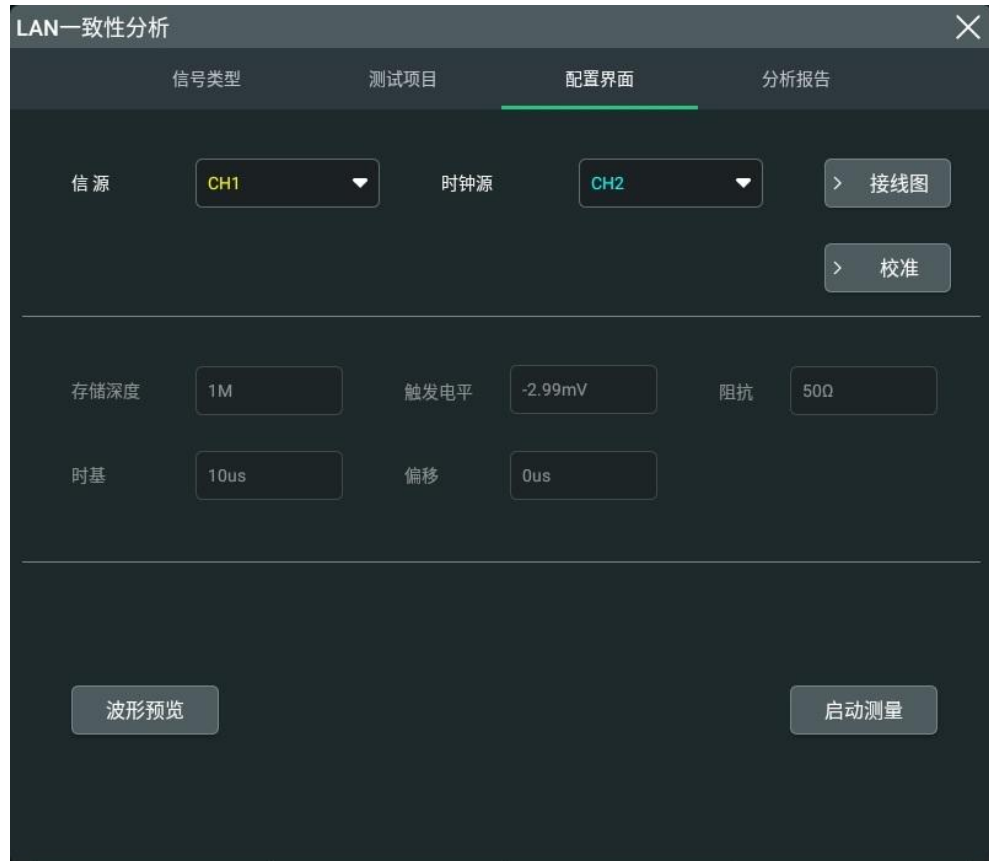 LAN一致性分析
信号类型 测试项目 配置界面 分析报告
信源 CH1 时钟源 CH2 接线图
校准
存储深度 1M 触发电平 -2.99mV 阻抗 50Ω
时基 10us 偏移 0us
波形预览 启动测量